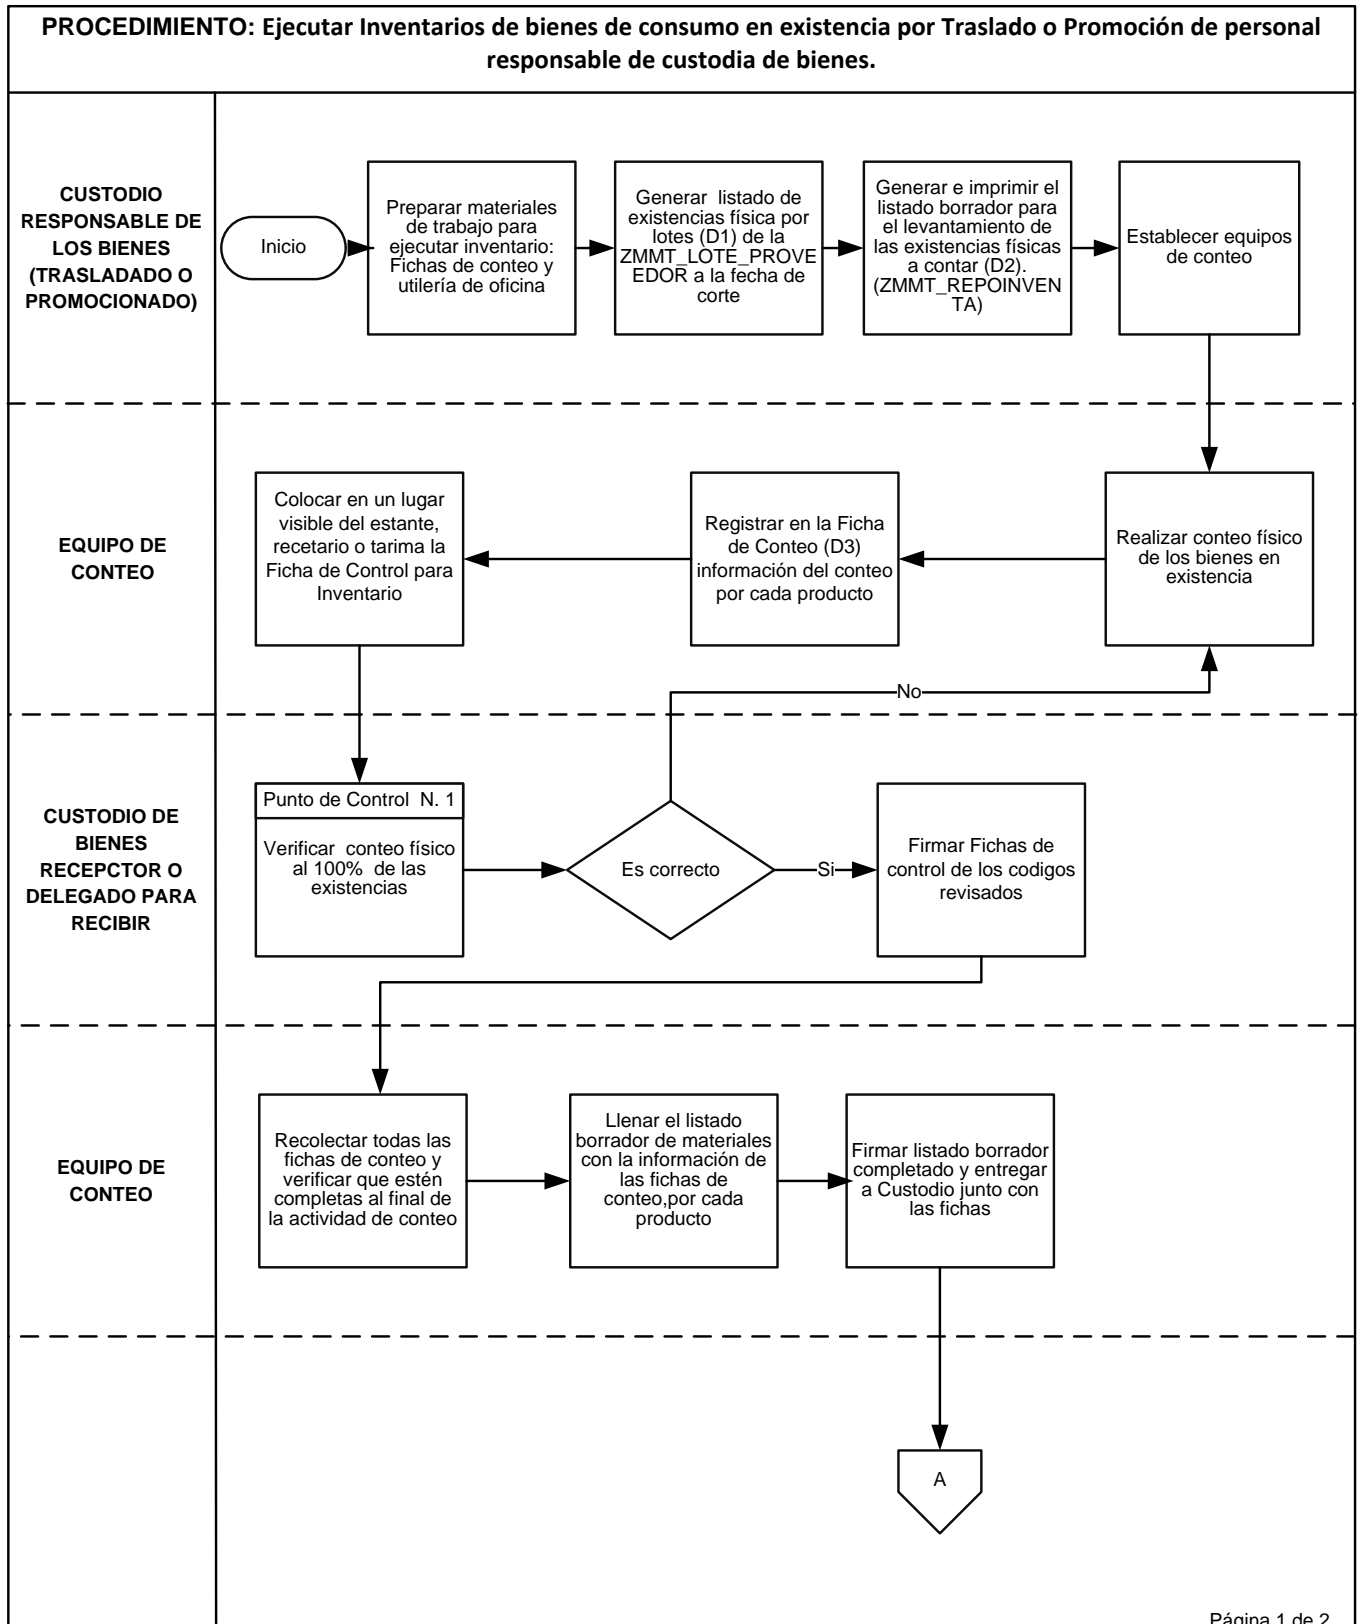 PROCEDIMIENTO: Ejecutar Inventarios de bienes de consumo en existencia por Traslado o Promoción de personal
responsable de custodia de bienes.
CUSTODIO
RESPONSABLE DE
LOS BIENES
(TRASLADADO O
PROMOCIONADO)
Inicio
Preparar materiales
de trabajo para
ejecutar inventario:
Fichas de conteo y
utilería de oficina
Generar listado de
existencias física por
lotes (D1) de la
ZMMT_LOTE_PROVE
EDOR a la fecha de
corte
Generar e imprimir el
listado borrador para
el levantamiento de
las existencias físicas
a contar (D2).
(ZMMT_REPOINVEN
TA)
Establecer equipos
de conteo
EQUIPO DE
CONTEO
Colocar en un lugar
visible del estante,
recetario o tarima la
Ficha de Control para
Inventario
Registrar en la Ficha
de Conteo (D3)
información del conteo
por cada producto
Realizar conteo físico
de los bienes en
existencia
No
CUSTODIO DE
BIENES
RECEPCTOR O
DELEGADO PARA
RECIBIR
Punto de Control N. 1
Verificar conteo físico
al 100% de las
existencias
Es correcto
Si
Firmar Fichas de
control de los codigos
revisados
EQUIPO DE
CONTEO
Recolectar todas las
fichas de conteo y
verificar que estén
completas al final de
la actividad de conteo
Llenar el listado
borrador de materiales
con la información de
las fichas de
conteo,por cada
producto
Firmar listado borrador
completado y entregar
a Custodio junto con
las fichas
A
Página 1 de 2